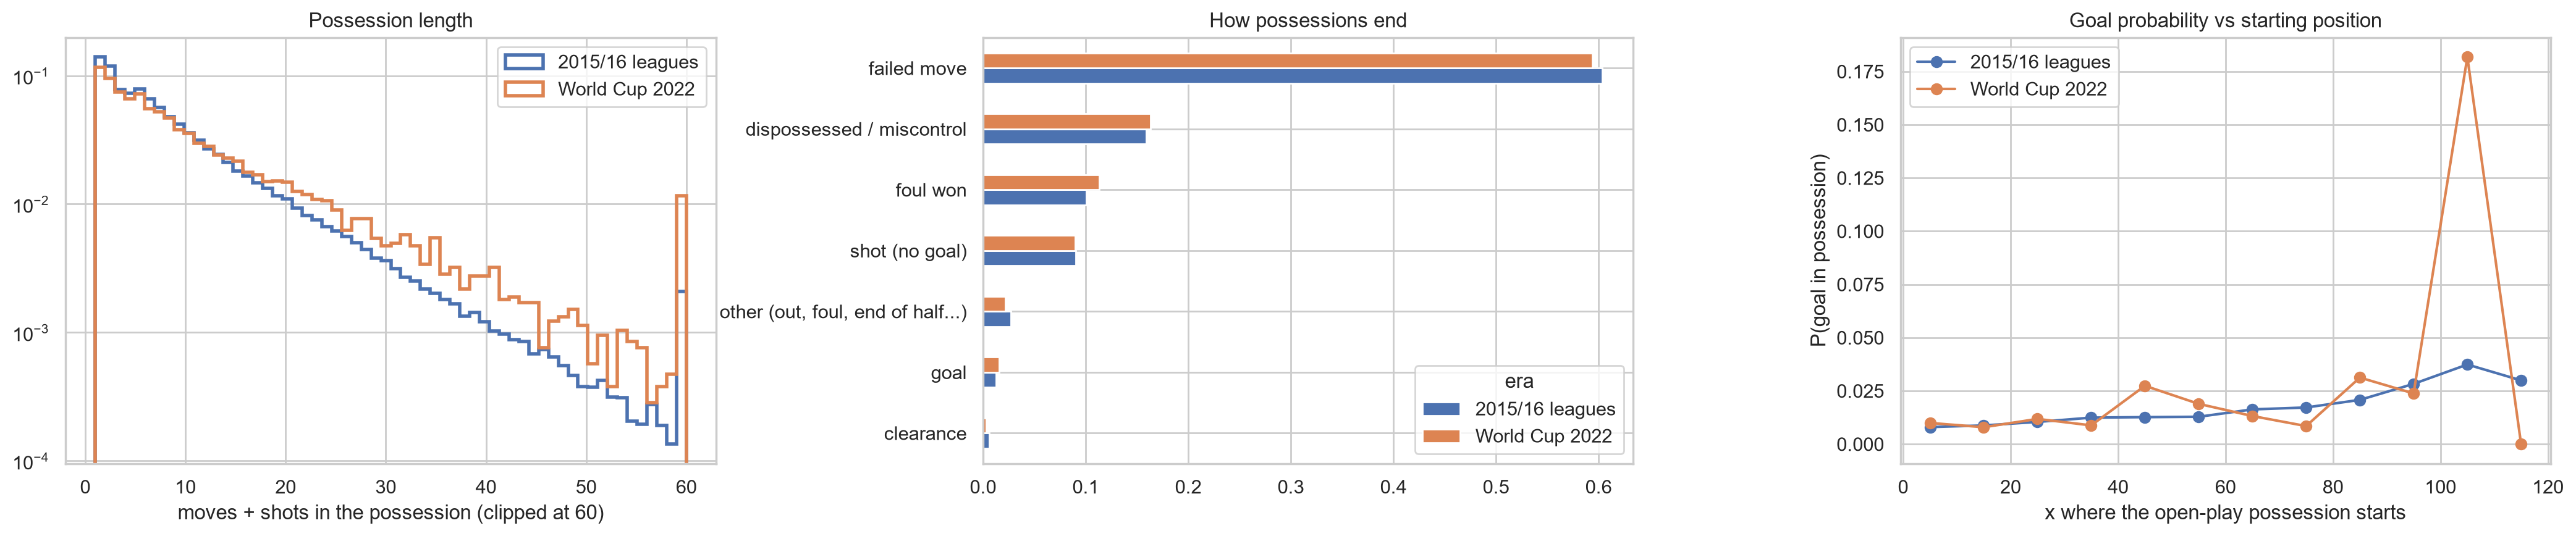 Possession length
2015/16 leagues
World Cup 2022
10⁻¹
10⁻²
10⁻³
10⁻⁴
0 10 20 30 40 50 60
moves + shots in the possession (clipped at 60)
How possessions end
failed move
dispossessed / miscontrol
foul won
shot (no goal)
other (out, foul, end of half...)
goal
clearance
era
2015/16 leagues
World Cup 2022
0.0 0.1 0.2 0.3 0.4 0.5 0.6
Goal probability vs starting position
2015/16 leagues
World Cup 2022
P(goal in possession)
0.175
0.150
0.125
0.100
0.075
0.050
0.025
0.000
0 20 40 60 80 100 120
x where the open-play possession starts